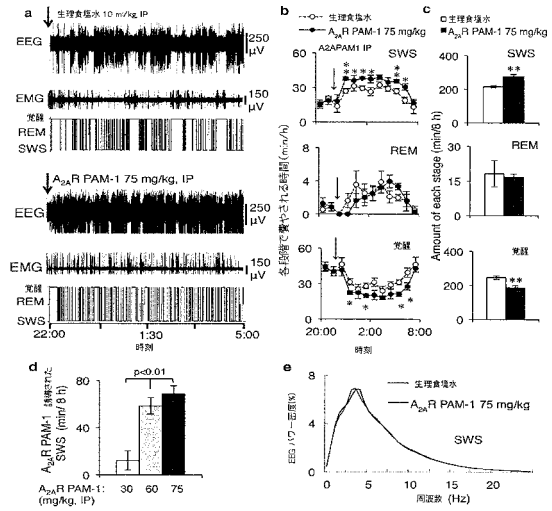 a
生理食塩水 10 m/kg, IP
EEG
250 μV
EMG
150 μV
覚醒
REM
SWS
A2AR PAM-1 75 mg/kg, IP
EEG
250 μV
EMG
150 μV
覚醒
REM
SWS
22:00 1:30 5:00
時刻
b
生理食塩水
A2AR PAM-1 75 mg/kg
A2APAM1 IP
SWS
60
30
0
**
*
*
*
*
**
*
REM
10
5
0
覚醒
60
30
0
*
*
*
*
20:00 2:00 8:00
時刻
各段階で費やされる時間(min/h)
c
生理食塩水
A2AR PAM-1 75 mg/kg
SWS
400
200
0
**
REM
30
15
0
覚醒
400
200
0
**
Amount of each stage (min/8 h)
d
p<0.01
80
40
0
A2AR PAM-1 誘導された
SWS (min/ 8 h)
A2AR PAM-1: 30 60 75
(mg/kg, IP)
e
生理食塩水
A2AR PAM-1 75 mg/kg
SWS
8
4
0
EEG パワー密度(%)
0 5 10 15 20
周波数 (Hz)